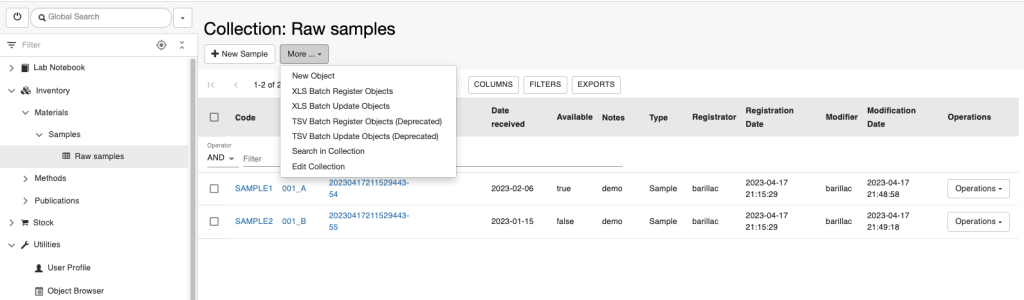 Global Search
Collection: Raw samples
Filter
New Sample
More ...
Lab Notebook
New Object
1-2 of 2
XLS Batch Register Objects
COLUMNS
FILTERS
EXPORTS
Inventory
XLS Batch Update Objects
Materials
Code
TSV Batch Register Objects (Deprecated)
Date received
Available
Notes
Type
Registrator
Registration Date
Modifier
Modification Date
Operations
Samples
TSV Batch Update Objects (Deprecated)
Search in Collection
Edit Collection
Raw samples
Operator
AND
Filter
Methods
SAMPLE1 001_A 20230417211529443-54 2023-02-06 true demo Sample barillac 2023-04-17 21:15:29 barillac 2023-04-17 21:48:58 Operations
Publications
Stock
SAMPLE2 001_B 20230417211529443-55 2023-01-15 false demo Sample barillac 2023-04-17 21:15:29 barillac 2023-04-17 21:49:18 Operations
Utilities
User Profile
Object Browser